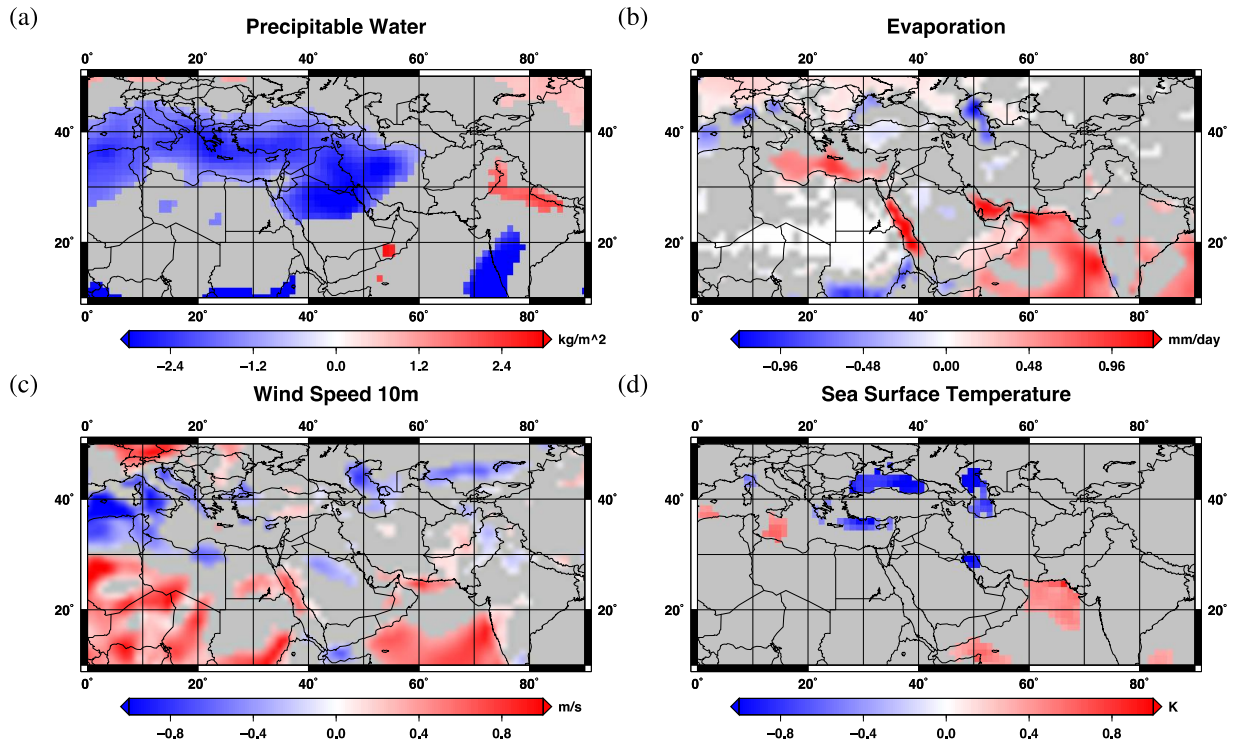 (a)
Precipitable Water
0˚ 20˚ 40˚ 60˚ 80˚
40˚
20˚
0˚ 20˚ 40˚ 60˚ 80˚
−2.4 −1.2 0.0 1.2 2.4
kg/m^2
(b)
Evaporation
0˚ 20˚ 40˚ 60˚ 80˚
40˚
20˚
0˚ 20˚ 40˚ 60˚ 80˚
−0.96 −0.48 0.00 0.48 0.96
mm/day
(c)
Wind Speed 10m
0˚ 20˚ 40˚ 60˚ 80˚
40˚
20˚
0˚ 20˚ 40˚ 60˚ 80˚
−0.8 −0.4 0.0 0.4 0.8
m/s
(d)
Sea Surface Temperature
0˚ 20˚ 40˚ 60˚ 80˚
40˚
20˚
0˚ 20˚ 40˚ 60˚ 80˚
−0.8 −0.4 0.0 0.4 0.8
K